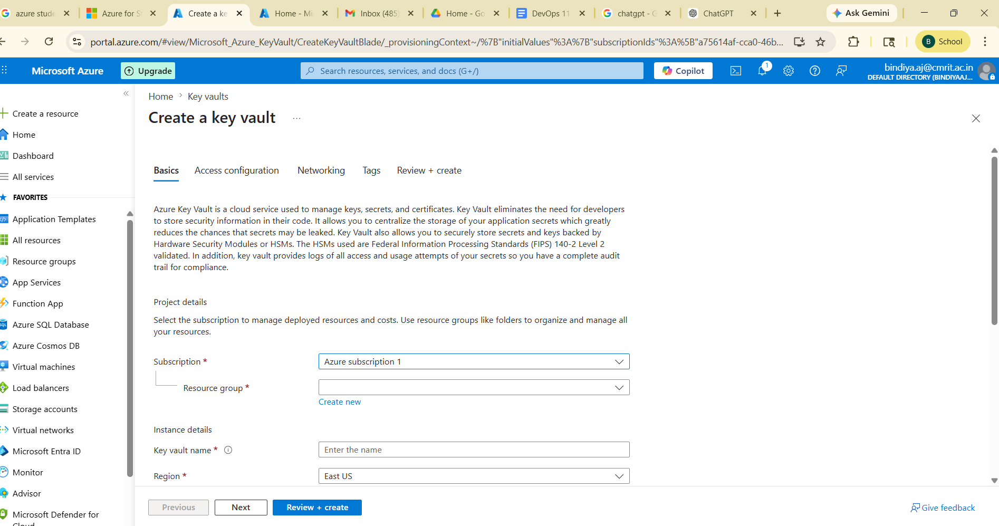 azure stude
Azure for S
Create a ke
Home - Mi
Inbox (485)
Home - Go
DevOps 11
chatgpt - G
ChatGPT
Ask Gemini
portal.azure.com/#view/Microsoft_Azure_KeyVault/CreateKeyVaultBlade/_provisioningContext~/%7B"initialValues"%3A%7B"subscriptionIds"%3A%5B"a75614af-cca0-46b...
B School
Microsoft Azure
Upgrade
Search resources, services, and docs (G+/)
Copilot
1
bindiya.aj@cmrit.ac.in
DEFAULT DIRECTORY (BINDIYAAJ...
Create a resource
Home
Dashboard
All services
FAVORITES
Application Templates
All resources
Resource groups
App Services
Function App
Azure SQL Database
Azure Cosmos DB
Virtual machines
Load balancers
Storage accounts
Virtual networks
Microsoft Entra ID
Monitor
Advisor
Microsoft Defender for
Cloud
Home > Key vaults
Create a key vault ...
Basics
Access configuration
Networking
Tags
Review + create
Azure Key Vault is a cloud service used to manage keys, secrets, and certificates. Key Vault eliminates the need for developers
to store security information in their code. It allows you to centralize the storage of your application secrets which greatly
reduces the chances that secrets may be leaked. Key Vault also allows you to securely store secrets and keys backed by
Hardware Security Modules or HSMs. The HSMs used are Federal Information Processing Standards (FIPS) 140-2 Level 2
validated. In addition, key vault provides logs of all access and usage attempts of your secrets so you have a complete audit
trail for compliance.
Project details
Select the subscription to manage deployed resources and costs. Use resource groups like folders to organize and manage all
your resources.
Subscription *
Azure subscription 1
Resource group *
Create new
Instance details
Key vault name *
Enter the name
Region *
East US
Previous
Next
Review + create
Give feedback